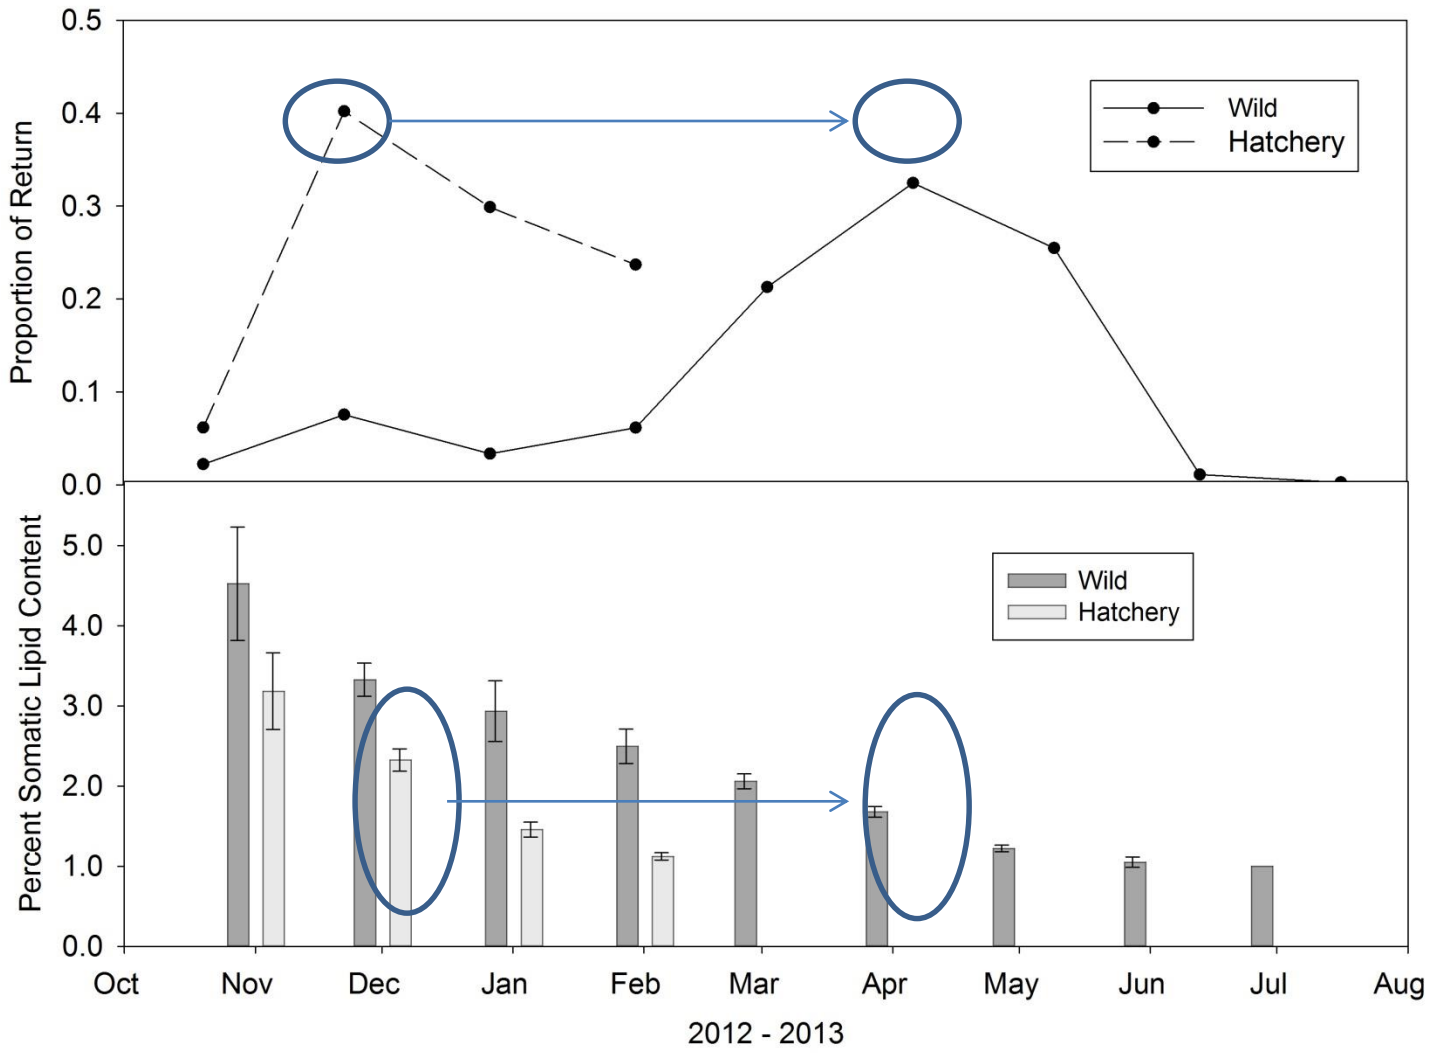 0.5
0.4
0.3
0.2
0.1
0.0
Proportion of Return
Wild
Hatchery
5.0
4.0
3.0
2.0
1.0
0.0
Percent Somatic Lipid Content
Wild
Hatchery
Oct Nov Dec Jan Feb Mar Apr May Jun Jul Aug
2012 - 2013